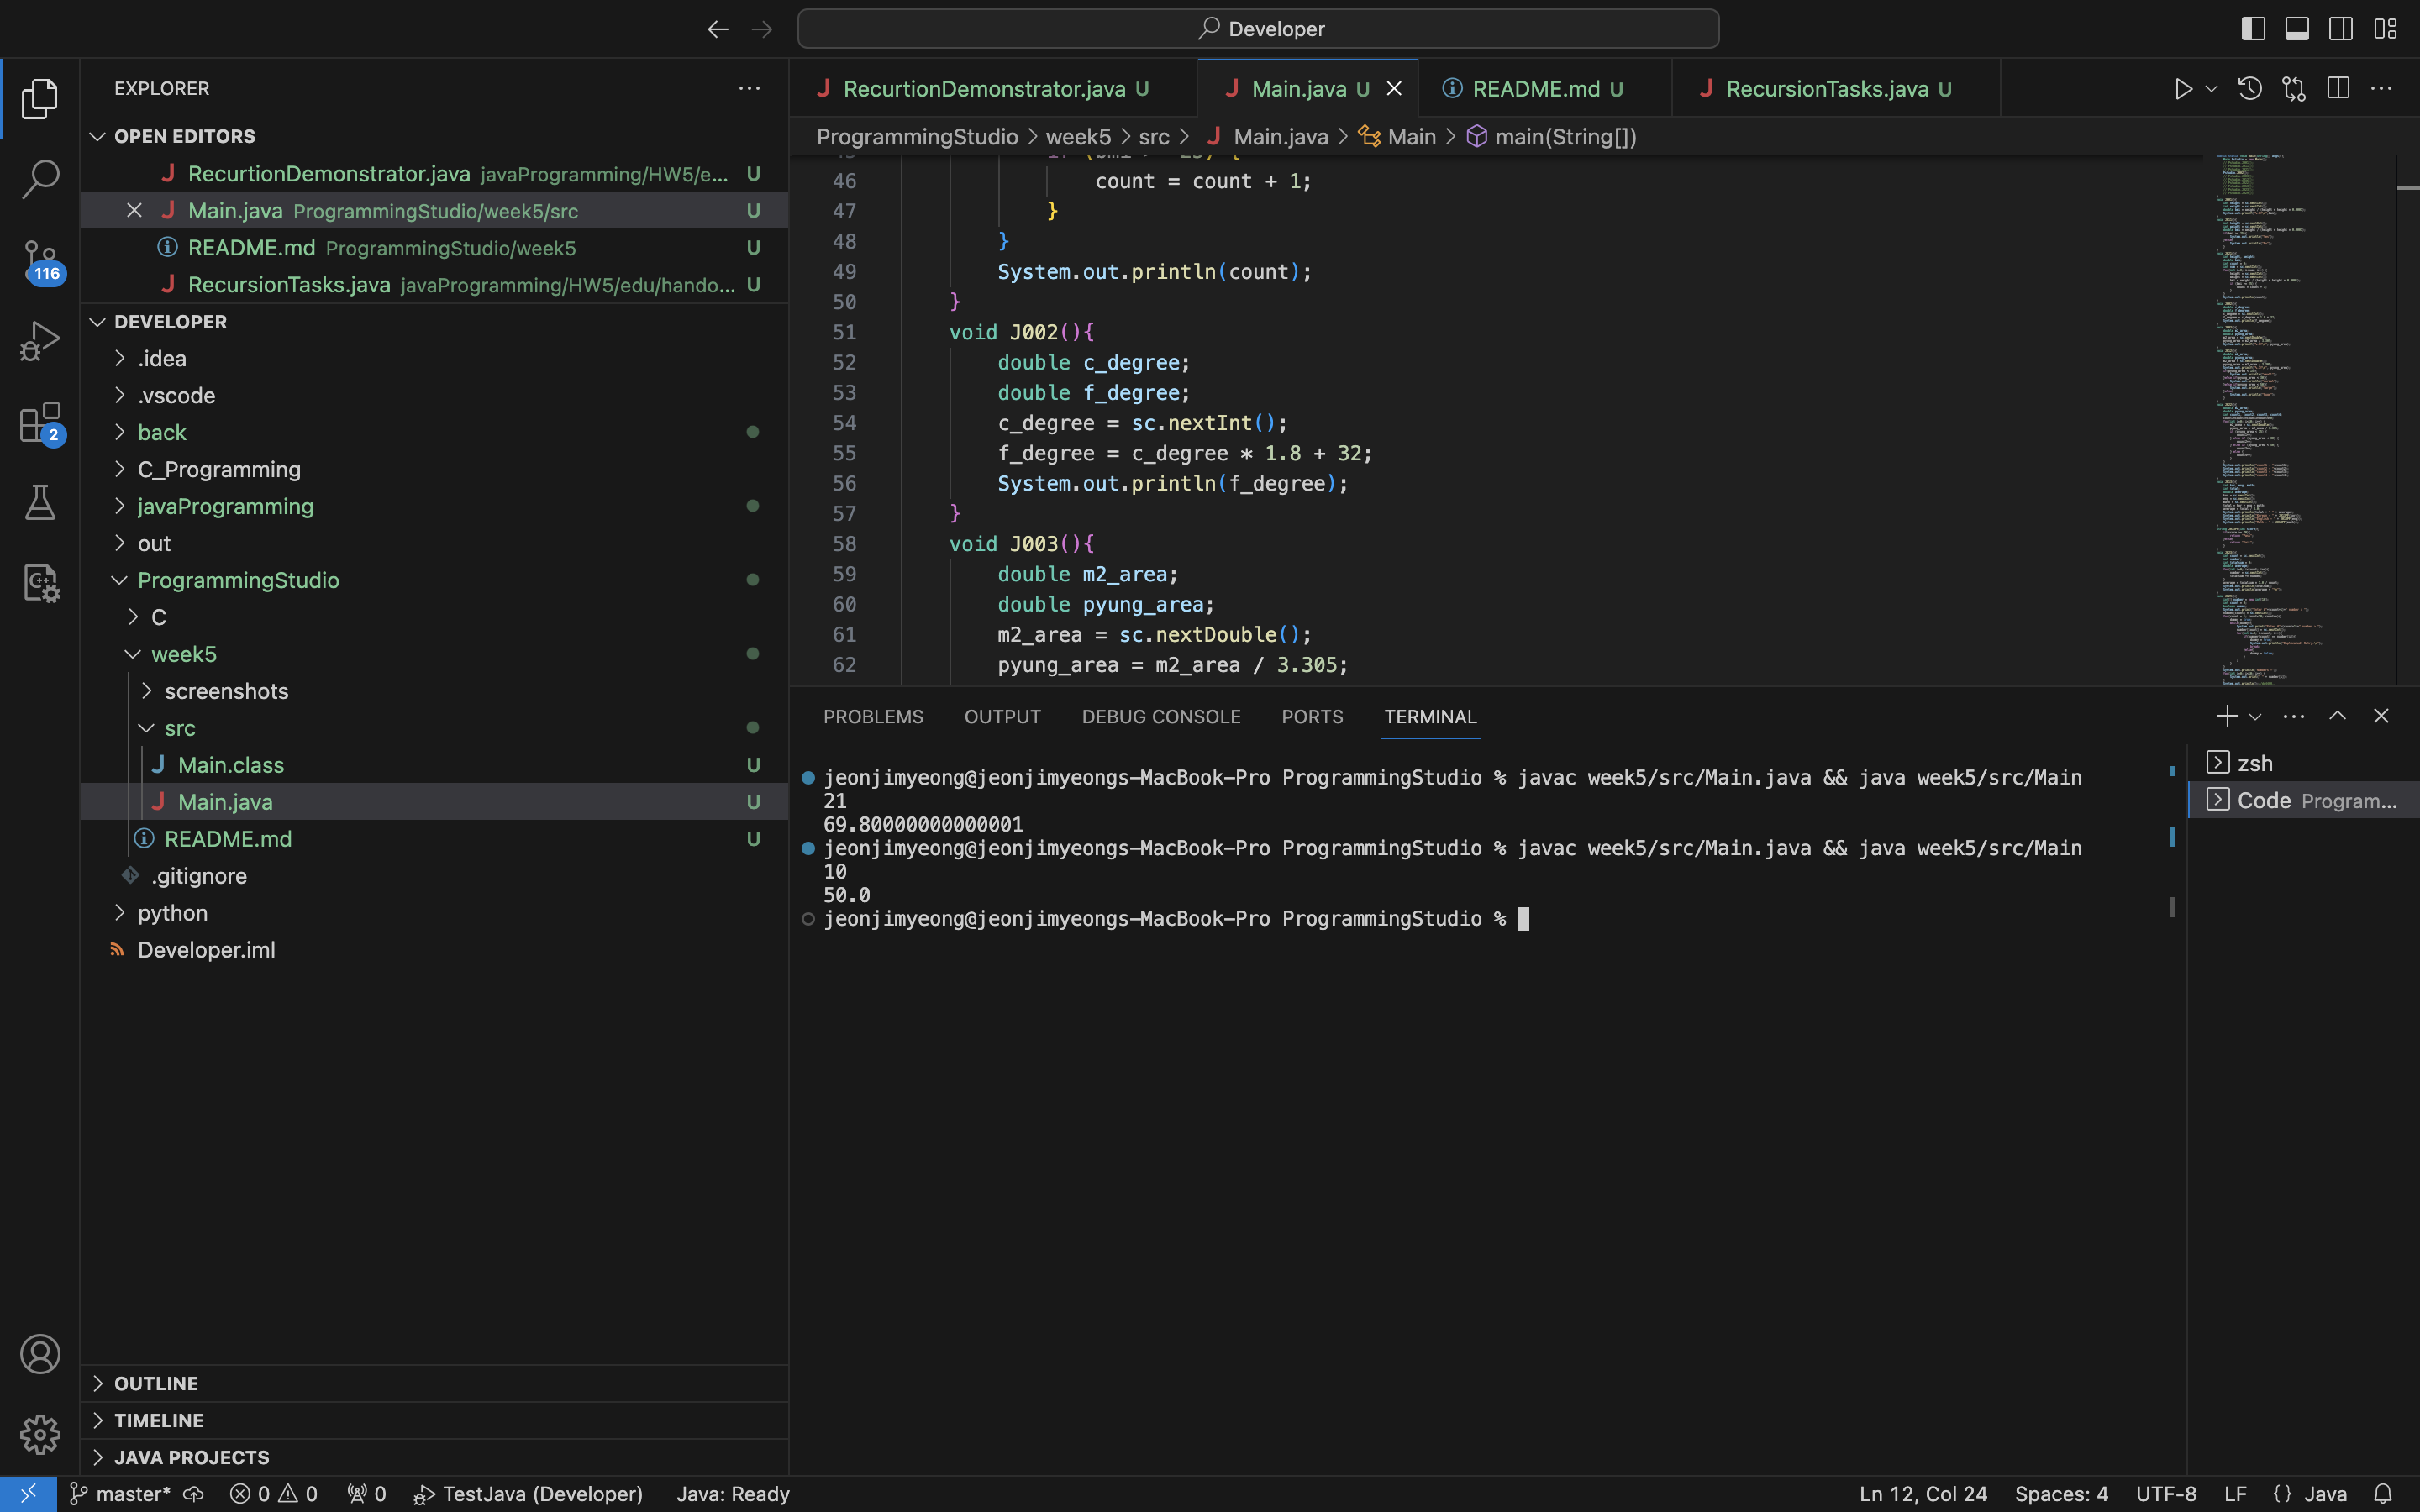 Developer
EXPLORER
OPEN EDITORS
RecurtionDemonstrator.java javaProgramming/HW5/e... U
Main.java ProgrammingStudio/week5/src U
README.md ProgrammingStudio/week5 U
RecursionTasks.java javaProgramming/HW5/edu/hando... U
DEVELOPER
.idea
.vscode
back
C_Programming
javaProgramming
out
ProgrammingStudio
C
week5
screenshots
src
Main.class U
Main.java U
README.md U
.gitignore
python
Developer.iml
OUTLINE
TIMELINE
JAVA PROJECTS
116
2
RecurtionDemonstrator.java U
Main.java U
README.md U
RecursionTasks.java U
ProgrammingStudio > week5 > src > Main.java > Main > main(String[])
46 count = count + 1;
47 }
48 }
49 System.out.println(count);
50 }
51 void J002(){
52 double c_degree;
53 double f_degree;
54 c_degree = sc.nextInt();
55 f_degree = c_degree * 1.8 + 32;
56 System.out.println(f_degree);
57 }
58 void J003(){
59 double m2_area;
60 double pyung_area;
61 m2_area = sc.nextDouble();
62 pyung_area = m2_area / 3.305;
PROBLEMS OUTPUT DEBUG CONSOLE PORTS TERMINAL
jeonjimyeong@jeonjimyeongs-MacBook-Pro ProgrammingStudio % javac week5/src/Main.java && java week5/src/Main
21
69.80000000000001
jeonjimyeong@jeonjimyeongs-MacBook-Pro ProgrammingStudio % javac week5/src/Main.java && java week5/src/Main
10
50.0
jeonjimyeong@jeonjimyeongs-MacBook-Pro ProgrammingStudio %
zsh
Code Program...
master* 0 0 0 TestJava (Developer) Java: Ready
Ln 12, Col 24 Spaces: 4 UTF-8 LF {} Java